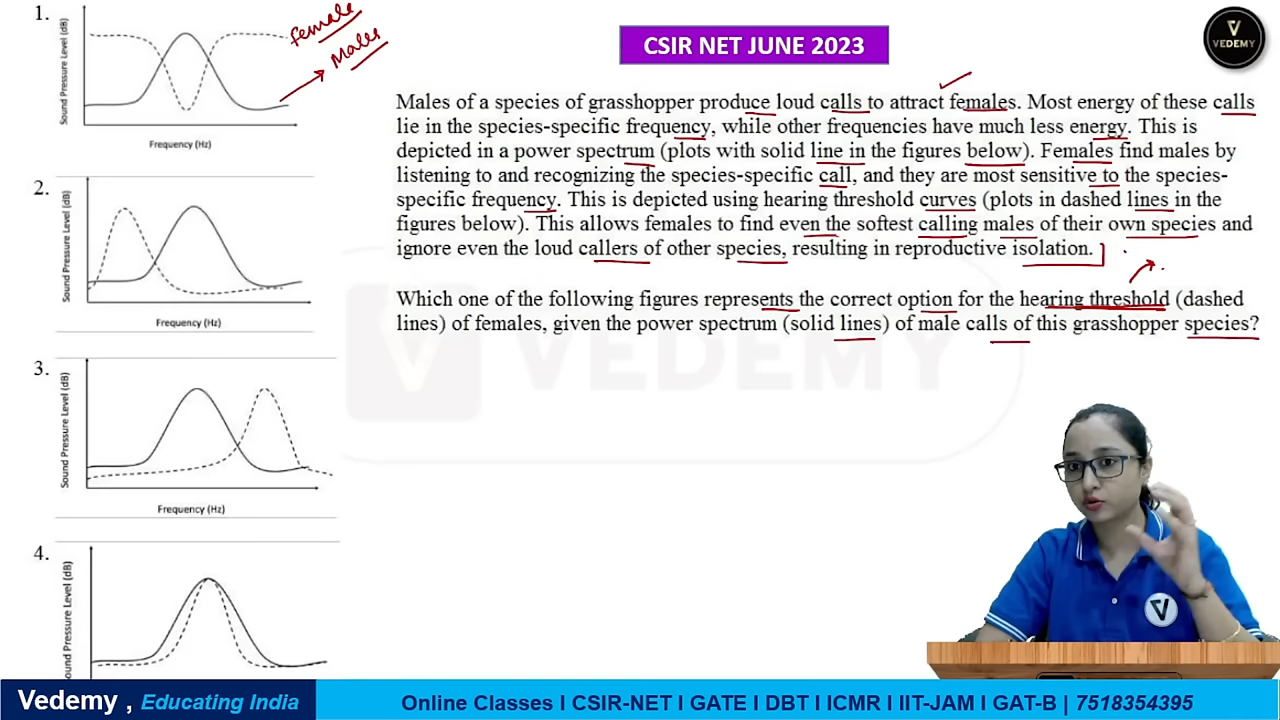 1.
Sound Pressure Level (dB)
Frequency (Hz)
female
Males
2.
Sound Pressure Level (dB)
Frequency (Hz)
3.
Sound Pressure Level (dB)
Frequency (Hz)
4.
ound Pressure Level (dB)
CSIR NET JUNE 2023
VEDEMY
Males of a species of grasshopper produce loud calls to attract females. Most energy of these calls
lie in the species-specific frequency, while other frequencies have much less energy. This is
depicted in a power spectrum (plots with solid line in the figures below). Females find males by
listening to and recognizing the species-specific call, and they are most sensitive to the species-
specific frequency. This is depicted using hearing threshold curves (plots in dashed lines in the
figures below). This allows females to find even the softest calling males of their own species and
ignore even the loud callers of other species, resulting in reproductive isolation.
Which one of the following figures represents the correct option for the hearing threshold (dashed
lines) of females, given the power spectrum (solid lines) of male calls of this grasshopper species?
VEDEMY
Vedemy , Educating India
Online Classes I CSIR-NET I GATE I DBT I ICMR I IIT-JAM I GAT-B | 7518354395